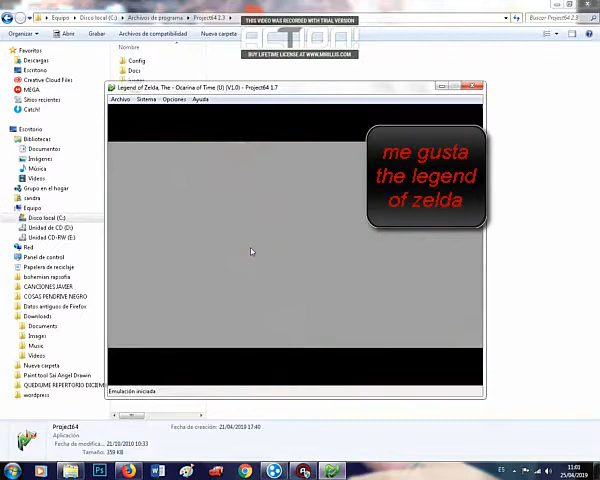 THIS VIDEO WAS RECORDED WITH TRIAL VERSION
BUY LIFETIME LICENSE AT WWW.MIRILLIS.COM
Equipo ▸ Disco local (C:) ▸ Archivos de programa ▸ Project64 2.3
Buscar Project64 2.3
Organizar
Abrir
Grabar
Archivos de compatibilidad
Nueva carpeta
Favoritos
Descargas
Escritorio
Creative Cloud Files
MEGA
Sitios recientes
Catch!
Escritorio
Bibliotecas
Documentos
Imágenes
Música
Vídeos
Grupo en el hogar
sandra
Equipo
Disco local (C:)
Unidad de CD (D:)
Unidad CD-RW (E:)
Red
Panel de control
Papelera de reciclaje
bohemian rapsofia
CANCIONES JAVIER
COSAS PENDRIVE NEGRO
Datos antiguos de Firefox
Downloads
Documents
Images
Music
Videos
Nueva carpeta
Paint tool Sai Angel Drawin
QUEDIUME REPERTORIO DICIEM
wordpress
Nombre
Config
Docs
Legend of Zelda, The - Ocarina of Time (U) (V1.0) - Project64 1.7
Archivo Sistema Opciones Ayuda
me gusta
the legend
of zelda
Emulación iniciada
Project64
Fecha de creación: 21/04/2019 17:40
Aplicación
Fecha de modifica... 21/10/2010 10:33
Tamaño: 359 KB
ES
11:01
25/04/2019